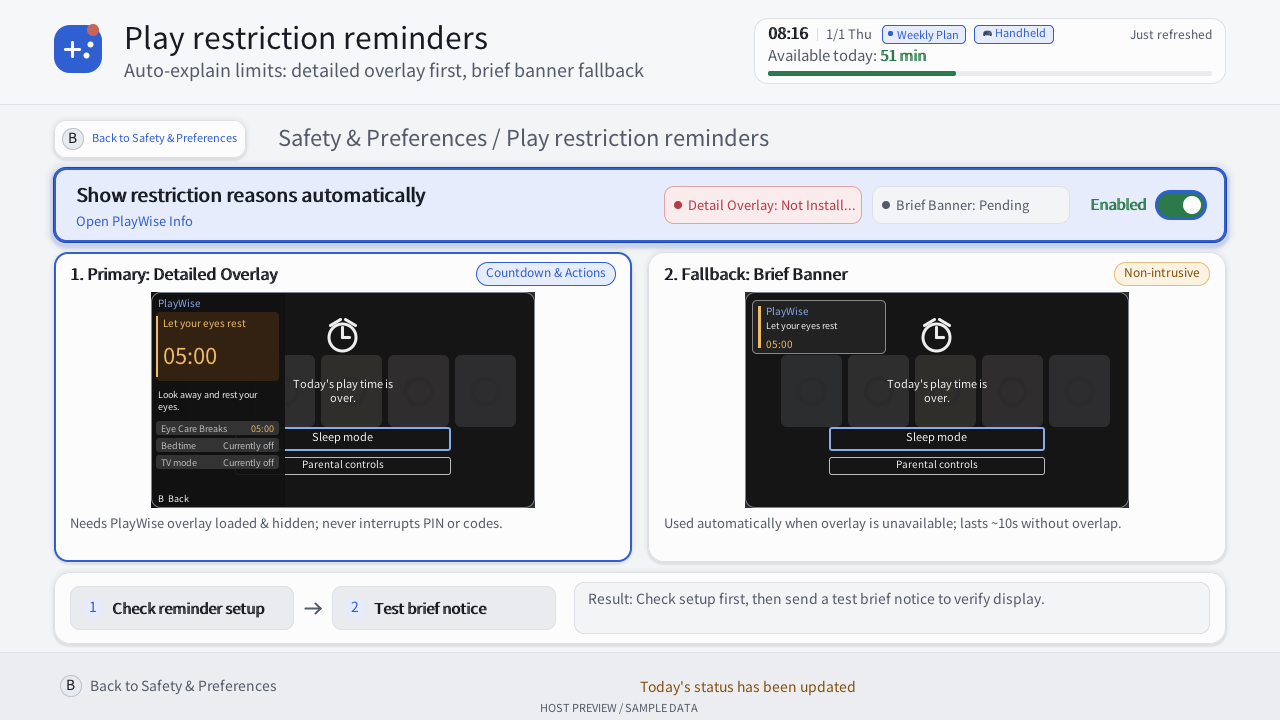 Play restriction reminders
Auto-explain limits: detailed overlay first, brief banner fallback
08:16 1/1 Thu Weekly Plan Handheld Just refreshed
Available today: 51 min
B Back to Safety & Preferences
Safety & Preferences / Play restriction reminders
Show restriction reasons automatically
Open PlayWise Info
Detail Overlay: Not Install...
Brief Banner: Pending
Enabled
1. Primary: Detailed Overlay
Countdown & Actions
PlayWise
Let your eyes rest
05:00
Look away and rest your
eyes.
Eye Care Breaks 05:00
Bedtime Currently off
TV mode Currently off
B Back
Today's play time is
over.
Sleep mode
Parental controls
Needs PlayWise overlay loaded & hidden; never interrupts PIN or codes.
2. Fallback: Brief Banner
Non-intrusive
PlayWise
Let your eyes rest
05:00
Today's play time is
over.
Sleep mode
Parental controls
Used automatically when overlay is unavailable; lasts ~10s without overlap.
1 Check reminder setup → 2 Test brief notice
Result: Check setup first, then send a test brief notice to verify display.
B Back to Safety & Preferences
Today's status has been updated
HOST PREVIEW / SAMPLE DATA